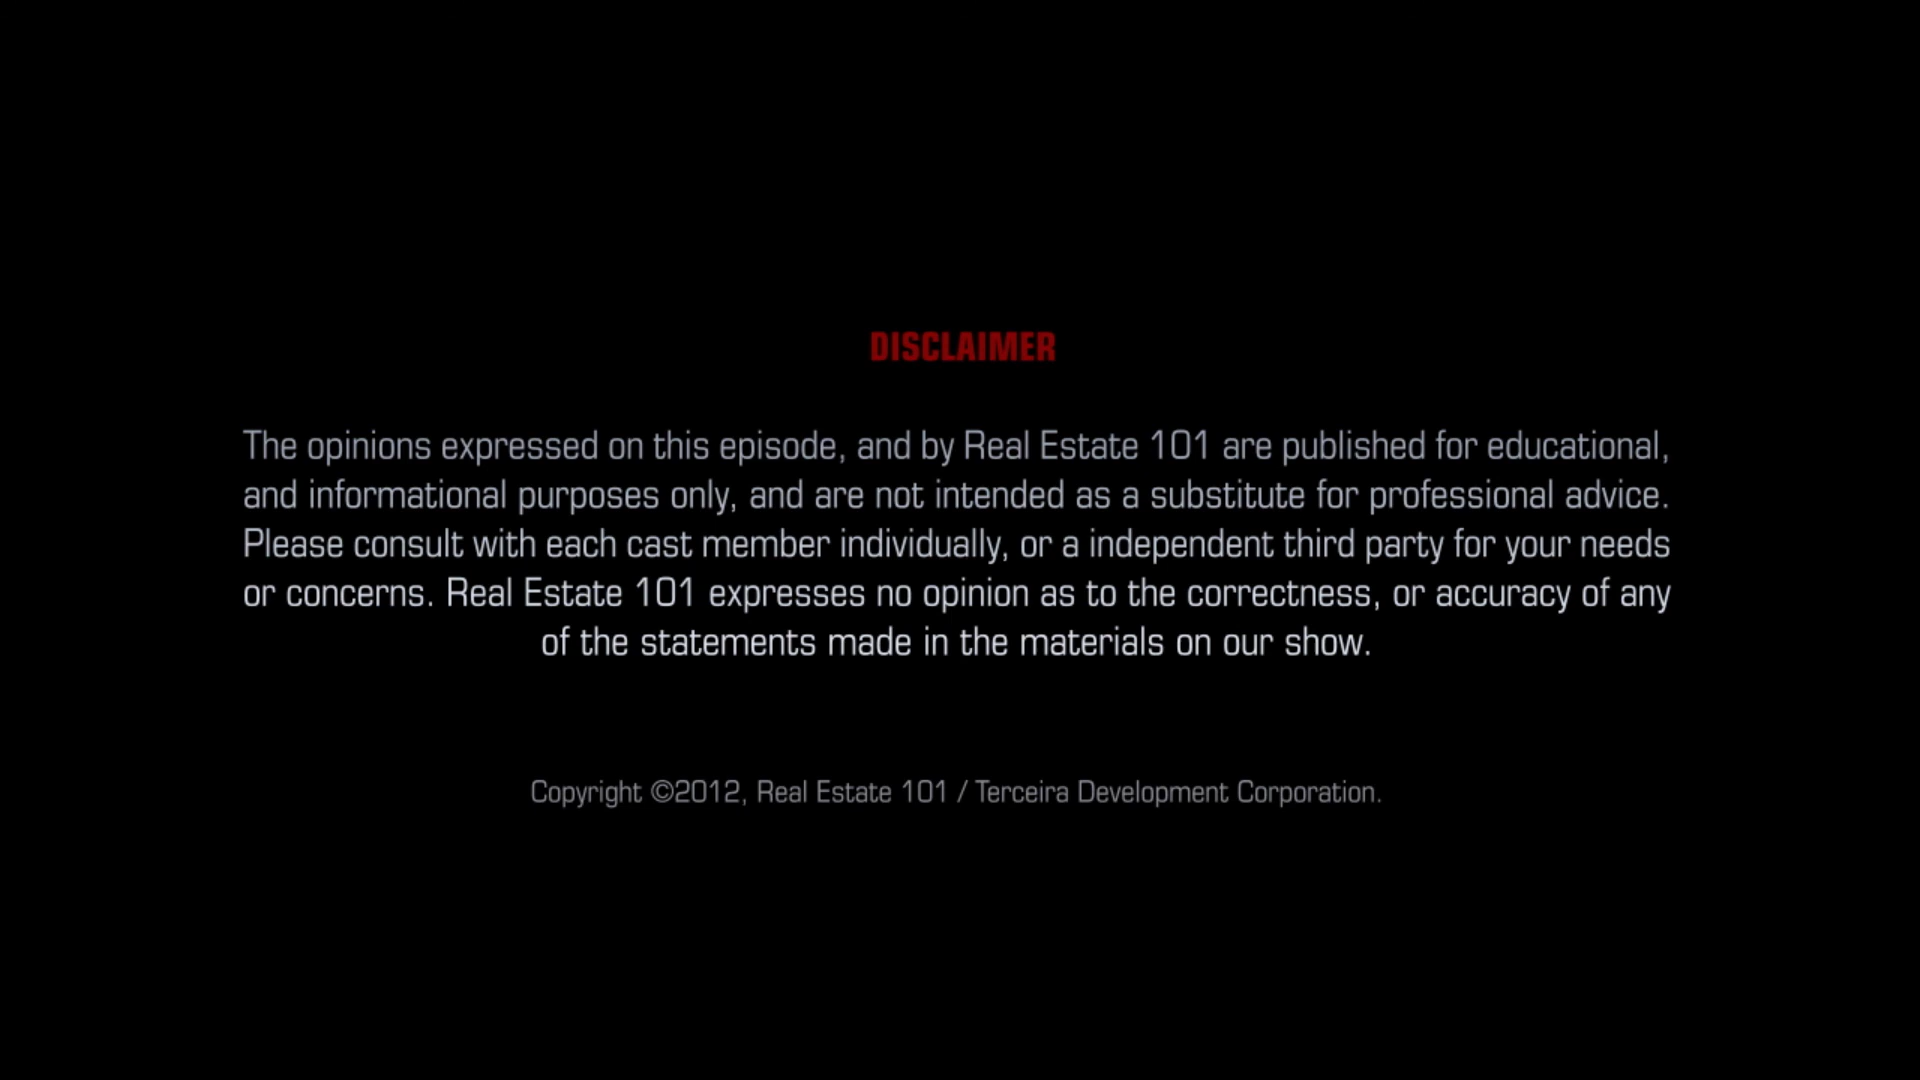 DISCLAIMER
The opinions expressed on this episode, and by Real Estate 101 are published for educational,
and informational purposes only, and are not intended as a substitute for professional advice.
Please consult with each cast member individually, or a independent third party for your needs
or concerns. Real Estate 101 expresses no opinion as to the correctness, or accuracy of any
of the statements made in the materials on our show.
Copyright ©2012, Real Estate 101 / Terceira Development Corporation.